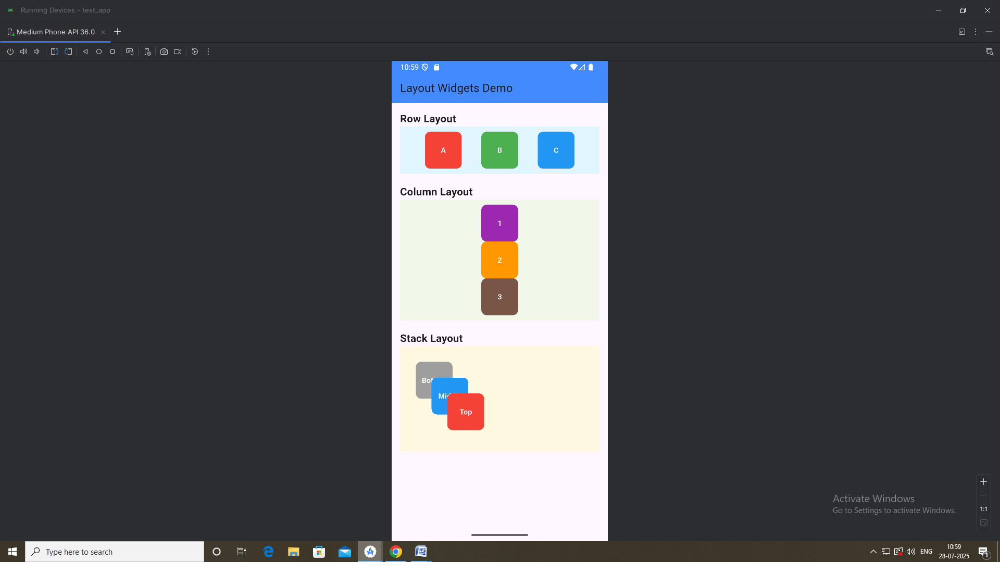 Running Devices - test_app
Medium Phone API 36.0
10:59
Layout Widgets Demo
Row Layout
A B C
Column Layout
1
2
3
Stack Layout
Top
Activate Windows
Go to Settings to activate Windows.
1:1
Type here to search
ENG
10:59
28-07-2025
1